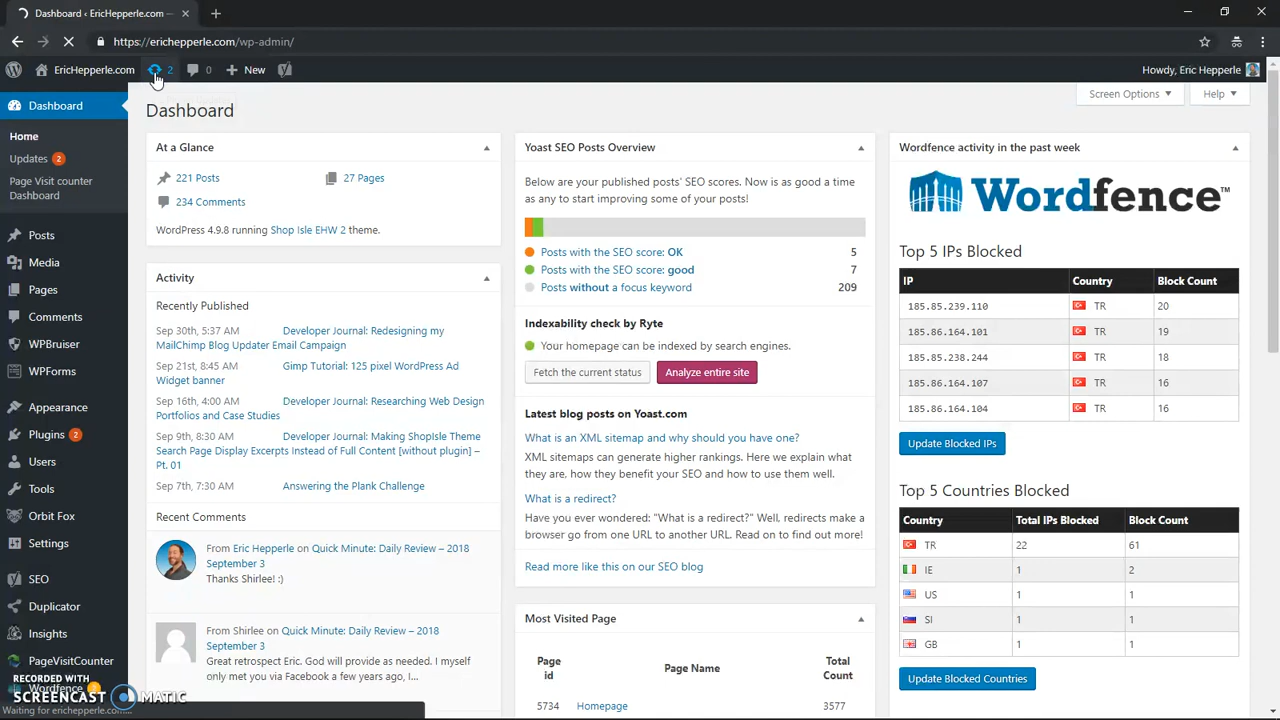 Dashboard ‹ EricHepperle.com —
https://erichepperle.com/wp-admin/
EricHepperle.com
2
0
New
Howdy, Eric Hepperle
Dashboard
Home
Updates 2
Page Visit counter
Dashboard
Posts
Media
Pages
Comments
WPBruiser
WPForms
Appearance
Plugins 2
Users
Tools
Orbit Fox
Settings
SEO
Duplicator
Insights
PageVisitCounter
Wordfence
RECORDED WITH
SCREENCAST MATIC
Waiting for erichepperle.com...
Screen Options
Help
Dashboard
At a Glance
221 Posts
27 Pages
234 Comments
WordPress 4.9.8 running Shop Isle EHW 2 theme.
Activity
Recently Published
Sep 30th, 5:37 AM Developer Journal: Redesigning my
MailChimp Blog Updater Email Campaign
Sep 21st, 8:45 AM Gimp Tutorial: 125 pixel WordPress Ad
Widget banner
Sep 16th, 4:00 AM Developer Journal: Researching Web Design
Portfolios and Case Studies
Sep 9th, 8:30 AM Developer Journal: Making ShopIsle Theme
Search Page Display Excerpts Instead of Full Content [without plugin] –
Pt. 01
Sep 7th, 7:30 AM Answering the Plank Challenge
Recent Comments
From Eric Hepperle on Quick Minute: Daily Review – 2018
September 3
Thanks Shirlee! :)
From Shirlee on Quick Minute: Daily Review – 2018
September 3
Great retrospect Eric. God will provide as needed. I myself
only met you via Facebook a few years ago, I...
Yoast SEO Posts Overview
Below are your published posts' SEO scores. Now is as good a time
as any to start improving some of your posts!
Posts with the SEO score: OK 5
Posts with the SEO score: good 7
Posts without a focus keyword 209
Indexability check by Ryte
Your homepage can be indexed by search engines.
Fetch the current status
Analyze entire site
Latest blog posts on Yoast.com
What is an XML sitemap and why should you have one?
XML sitemaps can generate higher rankings. Here we explain what
they are, how they benefit your SEO and how to use them well.
What is a redirect?
Have you ever wondered: "What is a redirect?" Well, redirects make a
browser go from one URL to another URL. Read on to find out more!
Read more like this on our SEO blog
Most Visited Page
Page id Page Name Total Count
5734 Homepage 3577
Wordfence activity in the past week
Wordfence™
Top 5 IPs Blocked
IP Country Block Count
185.85.239.110 TR 20
185.86.164.101 TR 19
185.85.238.244 TR 18
185.86.164.107 TR 16
185.86.164.104 TR 16
Update Blocked IPs
Top 5 Countries Blocked
Country Total IPs Blocked Block Count
TR 22 61
IE 1 2
US 1 1
SI 1 1
GB 1 1
Update Blocked Countries